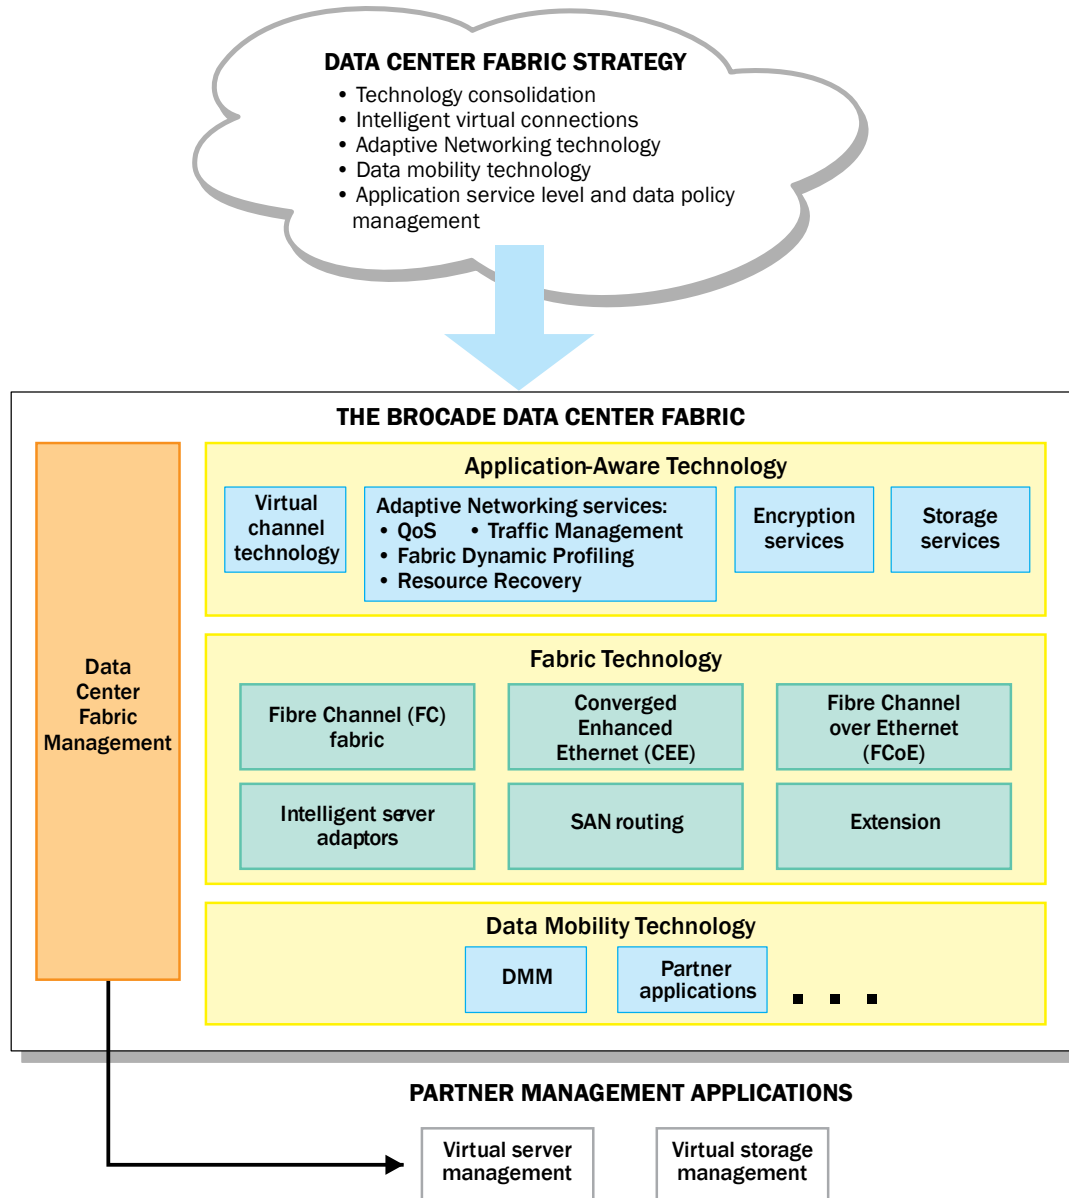 DATA CENTER FABRIC STRATEGY
• Technology consolidation
• Intelligent virtual connections
• Adaptive Networking technology
• Data mobility technology
• Application service level and data policy
management
THE BROCADE DATA CENTER FABRIC
Data
Center
Fabric
Management
Application-Aware Technology
Virtual
channel
technology
Adaptive Networking services:
• QoS • Traffic Management
• Fabric Dynamic Profiling
• Resource Recovery
Encryption
services
Storage
services
Fabric Technology
Fibre Channel (FC)
fabric
Converged
Enhanced
Ethernet (CEE)
Fibre Channel
over Ethernet
(FCoE)
Intelligent server
adaptors
SAN routing
Extension
Data Mobility Technology
DMM
Partner
applications
. . .
PARTNER MANAGEMENT APPLICATIONS
Virtual server
management
Virtual storage
management